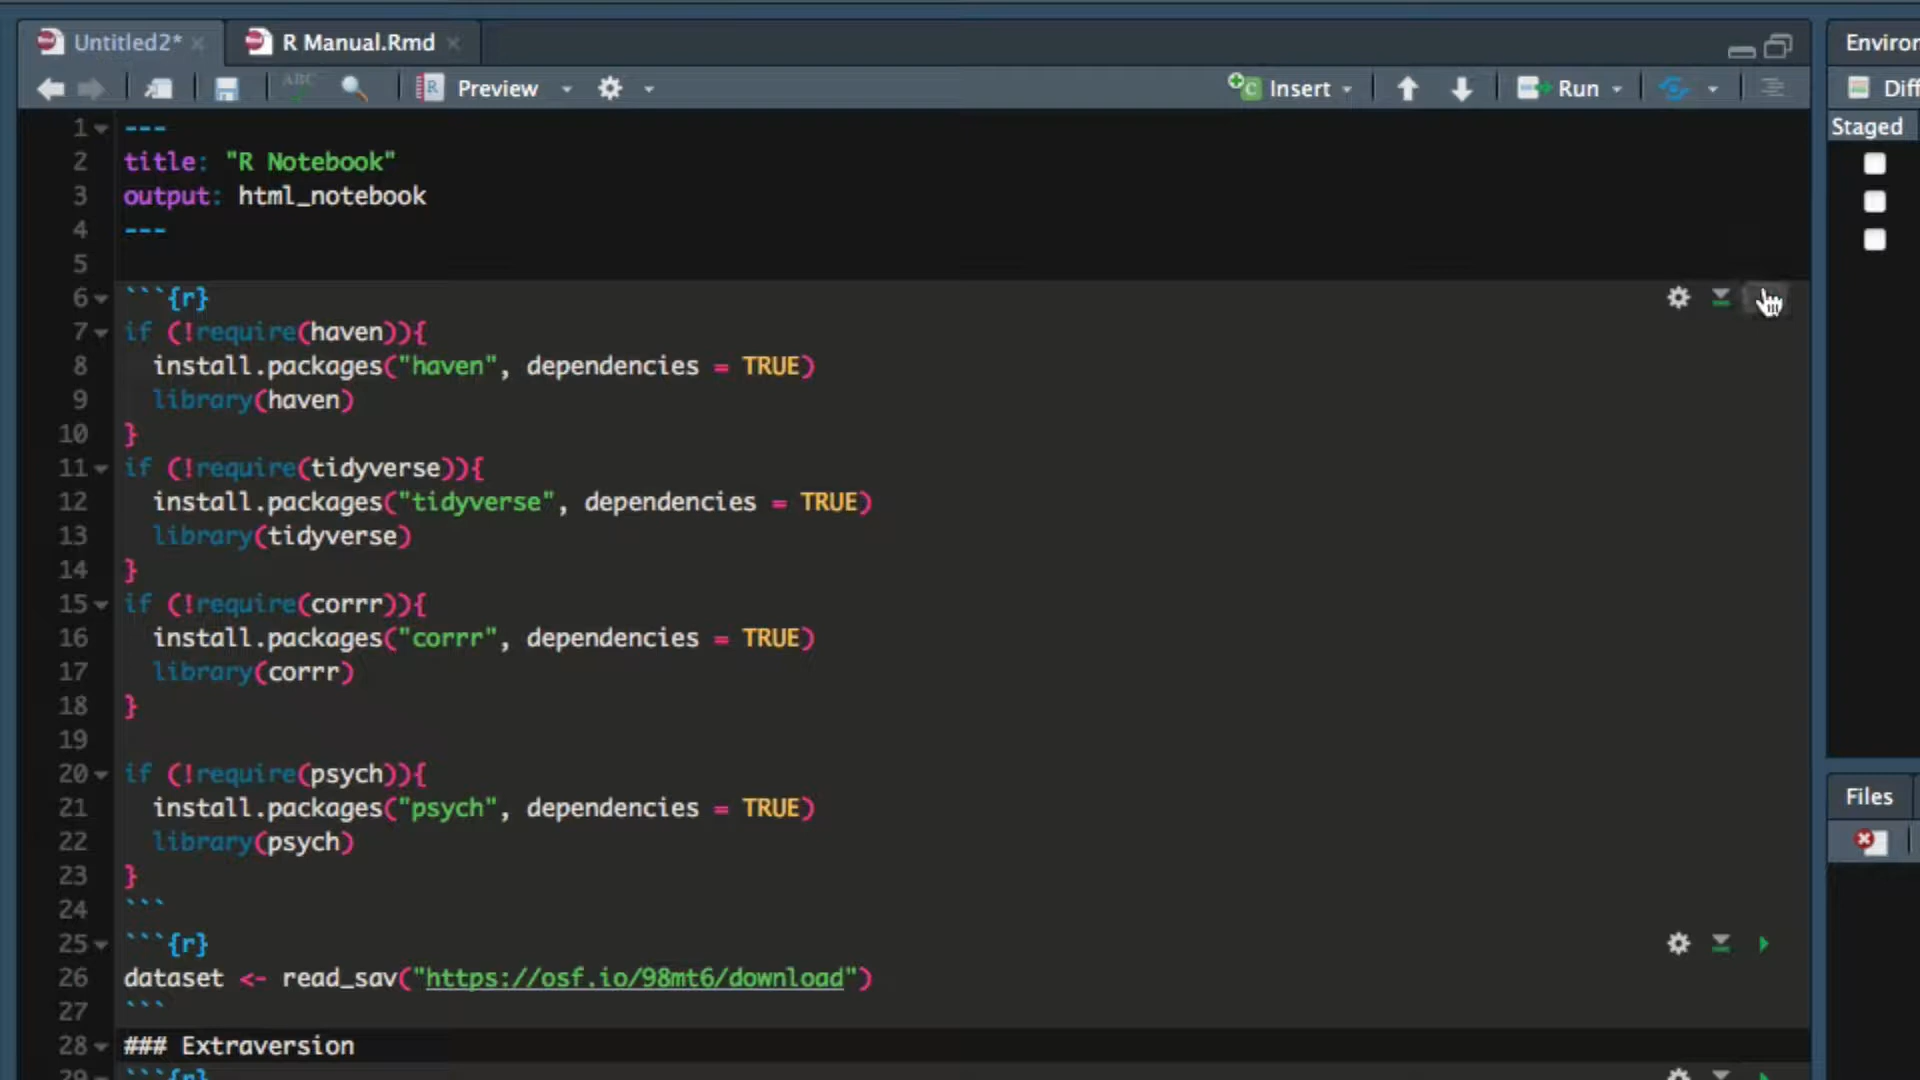 Untitled2*
R Manual.Rmd
Environ
ABC
Preview
Insert
Run
Diff
Staged
1 ---
2 title: "R Notebook"
3 output: html_notebook
4 ---
5
6 ```{r}
7 if (!require(haven)){
8 install.packages("haven", dependencies = TRUE)
9 library(haven)
10 }
11 if (!require(tidyverse)){
12 install.packages("tidyverse", dependencies = TRUE)
13 library(tidyverse)
14 }
15 if (!require(corrr)){
16 install.packages("corrr", dependencies = TRUE)
17 library(corrr)
18 }
19
20 if (!require(psych)){
21 install.packages("psych", dependencies = TRUE)
22 library(psych)
23 }
24 ```
25 ```{r}
26 dataset <- read_sav("https://osf.io/98mt6/download")
27 ```
28 ### Extraversion
29 ```{r}
Files